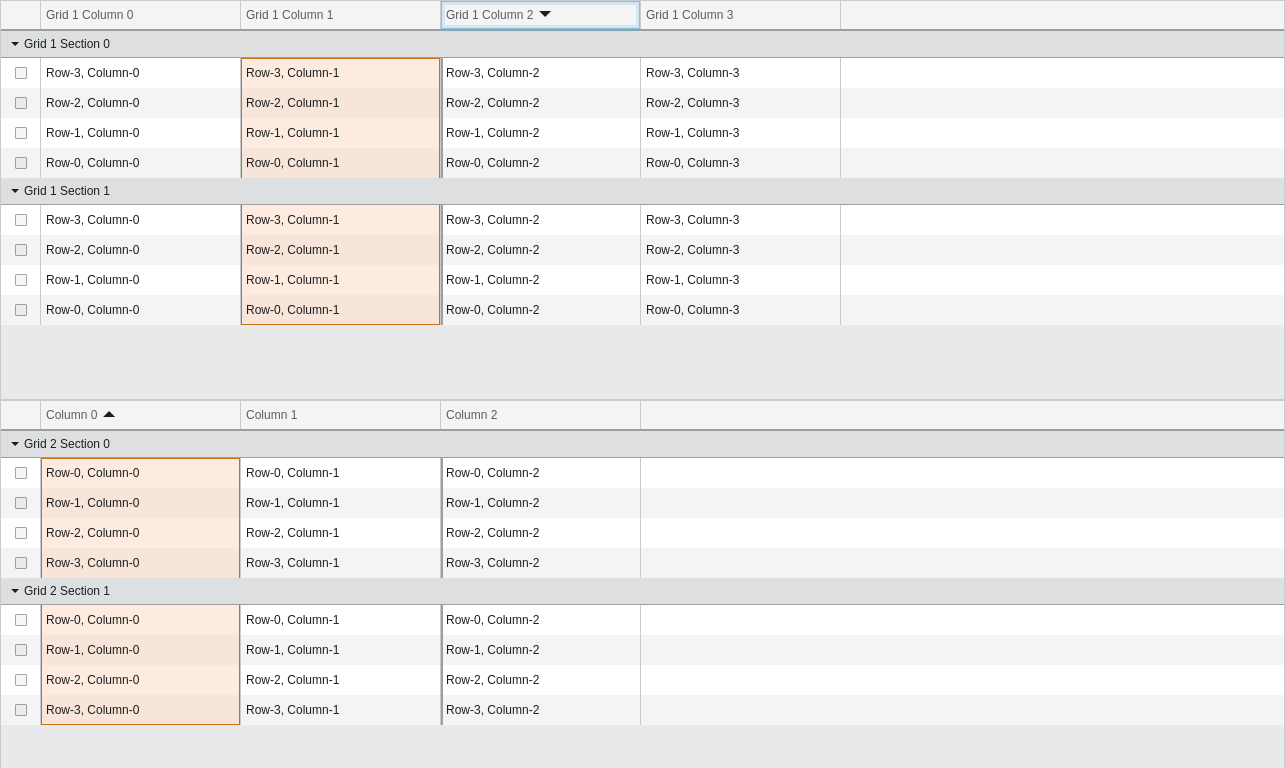 Grid 1 Column 0 Grid 1 Column 1 Grid 1 Column 2 Grid 1 Column 3
Grid 1 Section 0
Row-3, Column-0 Row-3, Column-1 Row-3, Column-2 Row-3, Column-3
Row-2, Column-0 Row-2, Column-1 Row-2, Column-2 Row-2, Column-3
Row-1, Column-0 Row-1, Column-1 Row-1, Column-2 Row-1, Column-3
Row-0, Column-0 Row-0, Column-1 Row-0, Column-2 Row-0, Column-3
Grid 1 Section 1
Row-3, Column-0 Row-3, Column-1 Row-3, Column-2 Row-3, Column-3
Row-2, Column-0 Row-2, Column-1 Row-2, Column-2 Row-2, Column-3
Row-1, Column-0 Row-1, Column-1 Row-1, Column-2 Row-1, Column-3
Row-0, Column-0 Row-0, Column-1 Row-0, Column-2 Row-0, Column-3
Column 0 Column 1 Column 2
Grid 2 Section 0
Row-0, Column-0 Row-0, Column-1 Row-0, Column-2
Row-1, Column-0 Row-1, Column-1 Row-1, Column-2
Row-2, Column-0 Row-2, Column-1 Row-2, Column-2
Row-3, Column-0 Row-3, Column-1 Row-3, Column-2
Grid 2 Section 1
Row-0, Column-0 Row-0, Column-1 Row-0, Column-2
Row-1, Column-0 Row-1, Column-1 Row-1, Column-2
Row-2, Column-0 Row-2, Column-1 Row-2, Column-2
Row-3, Column-0 Row-3, Column-1 Row-3, Column-2